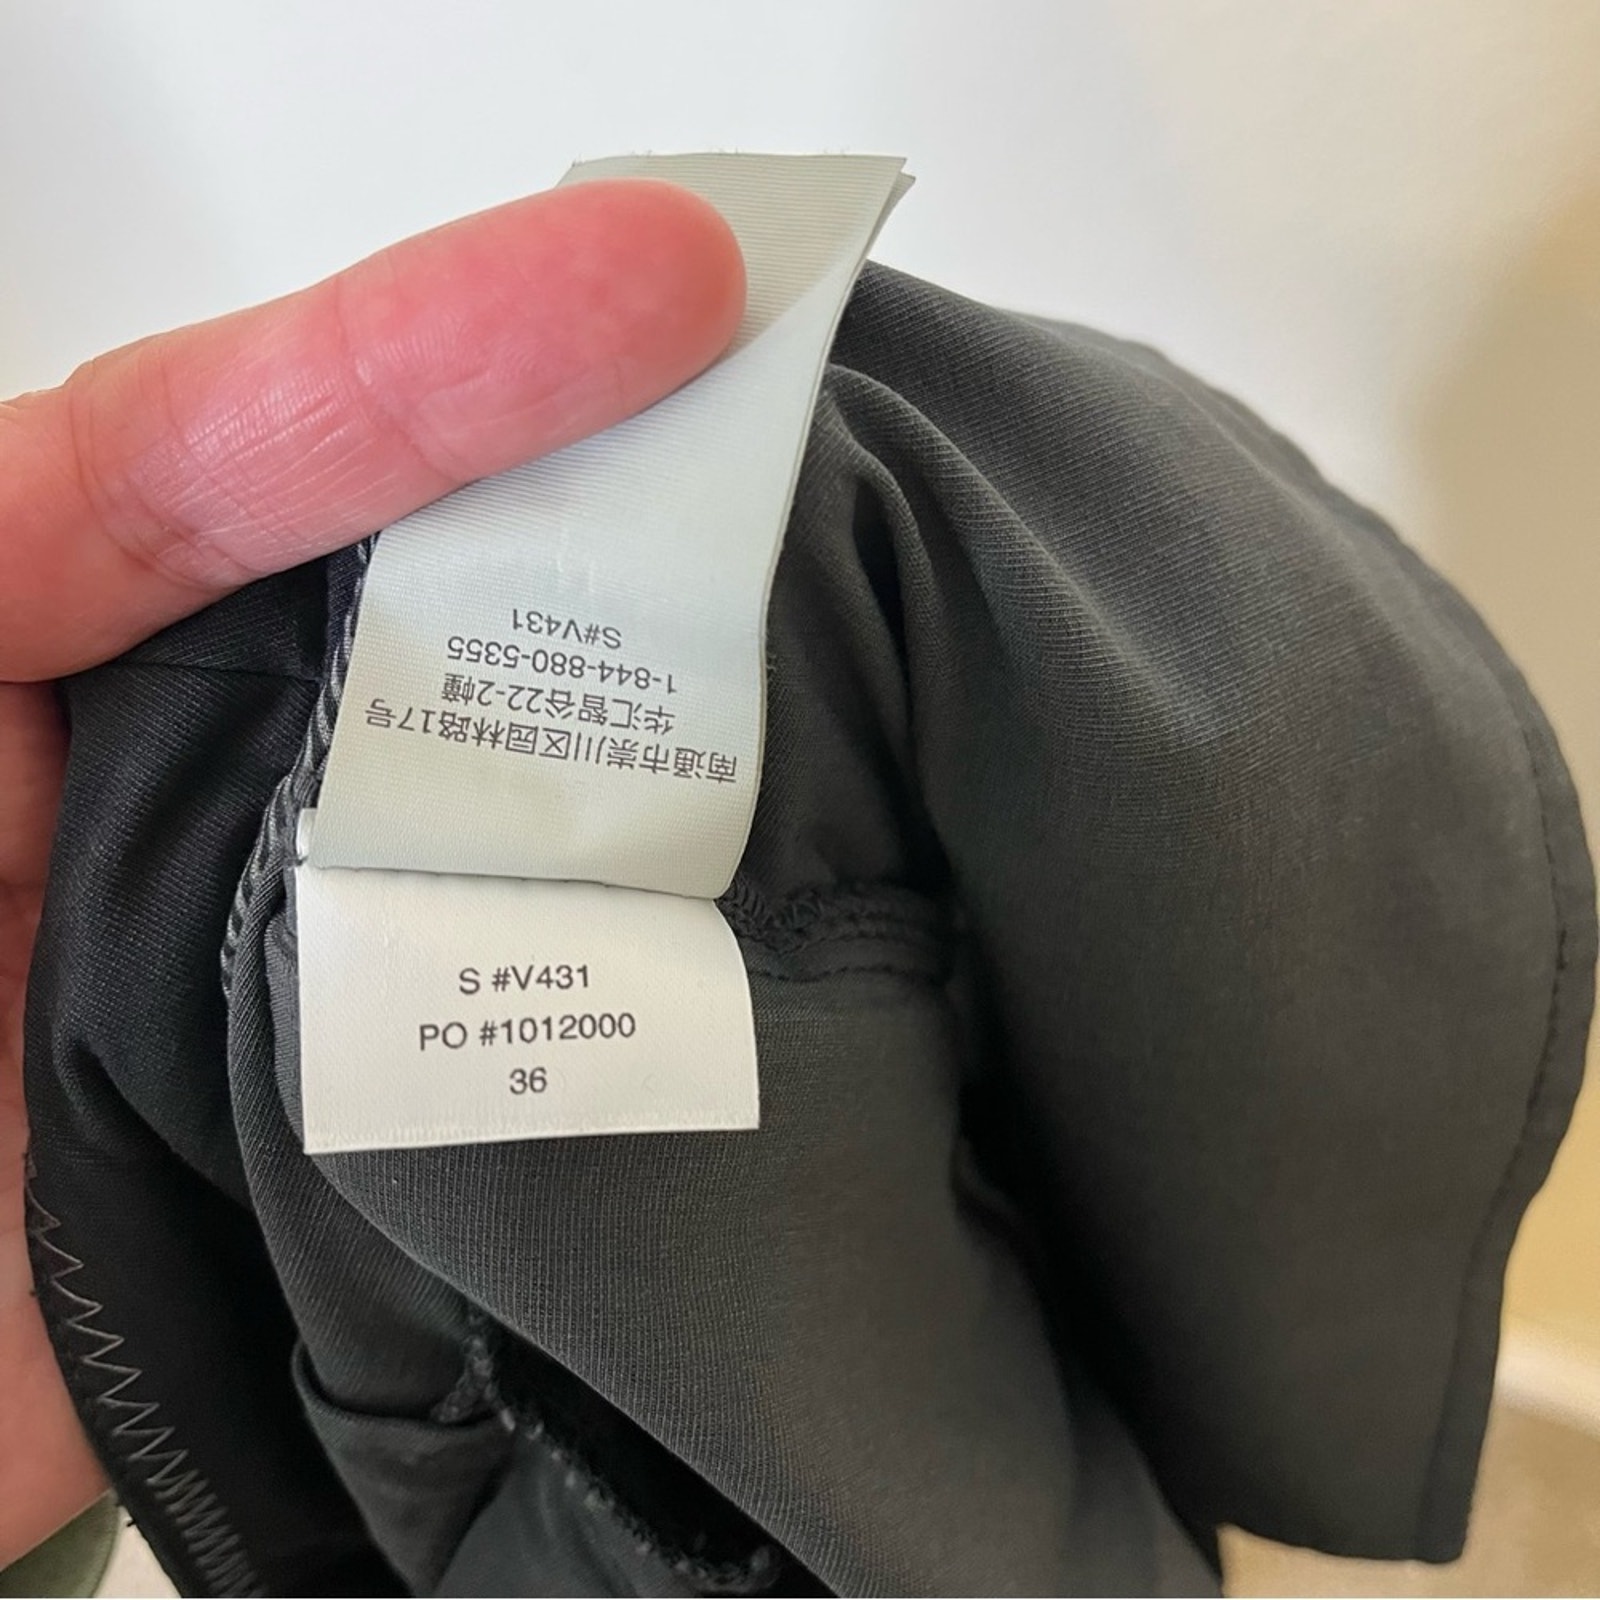 南通市崇川区园林路17号
华汇智谷22-2幢
1-844-880-5355
S#V431
S #V431
PO #1012000
36